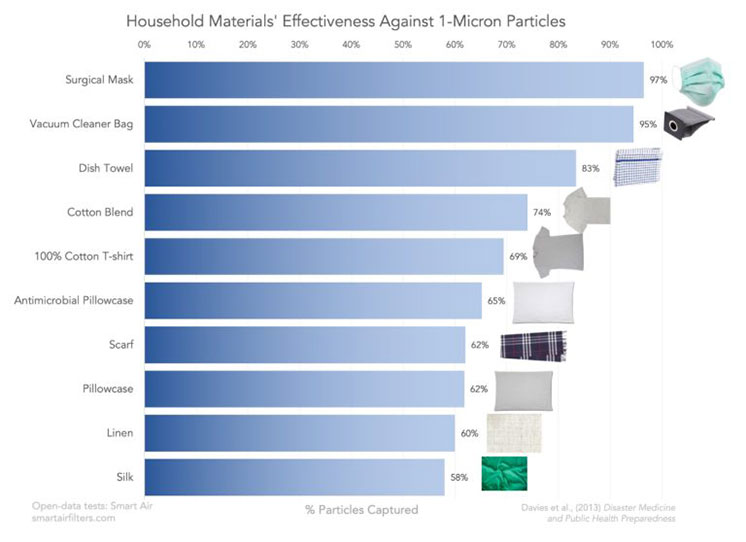 Household Materials' Effectiveness Against 1-Micron Particles
0% 10% 20% 30% 40% 50% 60% 70% 80% 90% 100%
Surgical Mask 97%
Vacuum Cleaner Bag 95%
Dish Towel 83%
Cotton Blend 74%
100% Cotton T-shirt 69%
Antimicrobial Pillowcase 65%
Scarf 62%
Pillowcase 62%
Linen 60%
Silk 58%
% Particles Captured
Open-data tests: Smart Air
smartairfilters.com
Davies et al., (2013) Disaster Medicine
and Public Health Preparedness